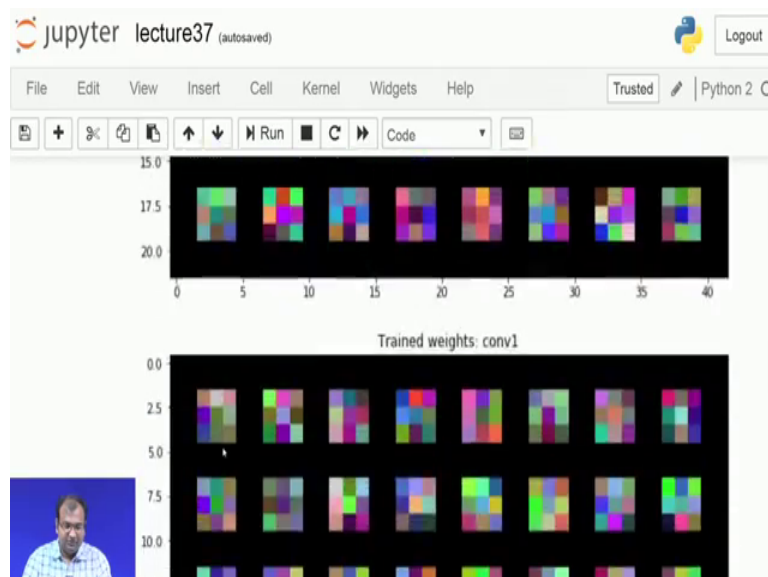 jupyter lecture37 (autosaved)
Logout
File Edit View Insert Cell Kernel Widgets Help
Trusted
Python 2
Run
Code
15.0
17.5
20.0
0 5 10 15 20 25 30 35 40
Trained weights: conv1
0.0
2.5
5.0
7.5
10.0